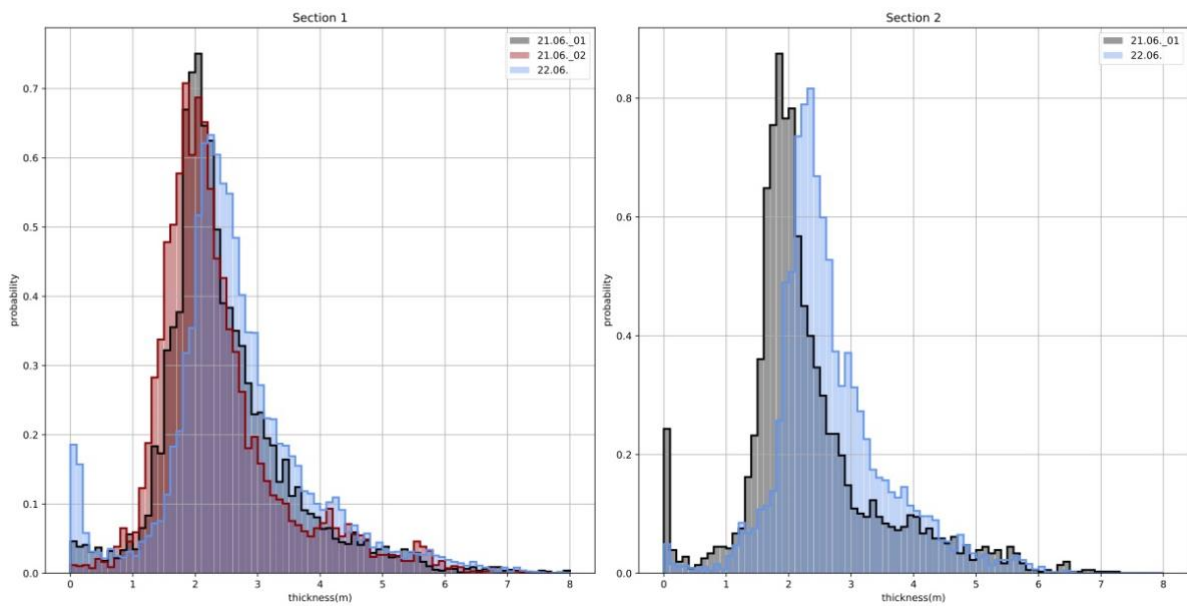 Section 1
21.06._01
21.06._02
22.06.
probability
0.7
0.6
0.5
0.4
0.3
0.2
0.1
0.0
0 1 2 3 4 5 6 7 8
thickness(m)
Section 2
21.06._01
22.06.
probability
0.8
0.6
0.4
0.2
0.0
0 1 2 3 4 5 6 7 8
thickness(m)